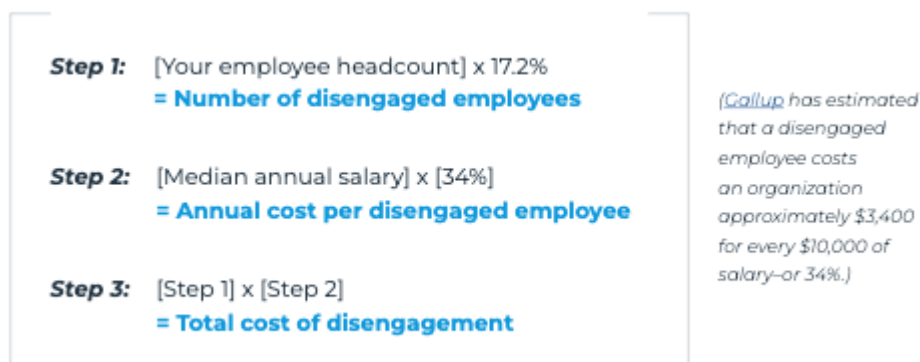 Step 1: [Your employee headcount] x 17.2%
= Number of disengaged employees
Step 2: [Median annual salary] x [34%]
= Annual cost per disengaged employee
Step 3: [Step 1] x [Step 2]
= Total cost of disengagement
(Gallup has estimated
that a disengaged
employee costs
an organization
approximately $3,400
for every $10,000 of
salary–or 34%.)